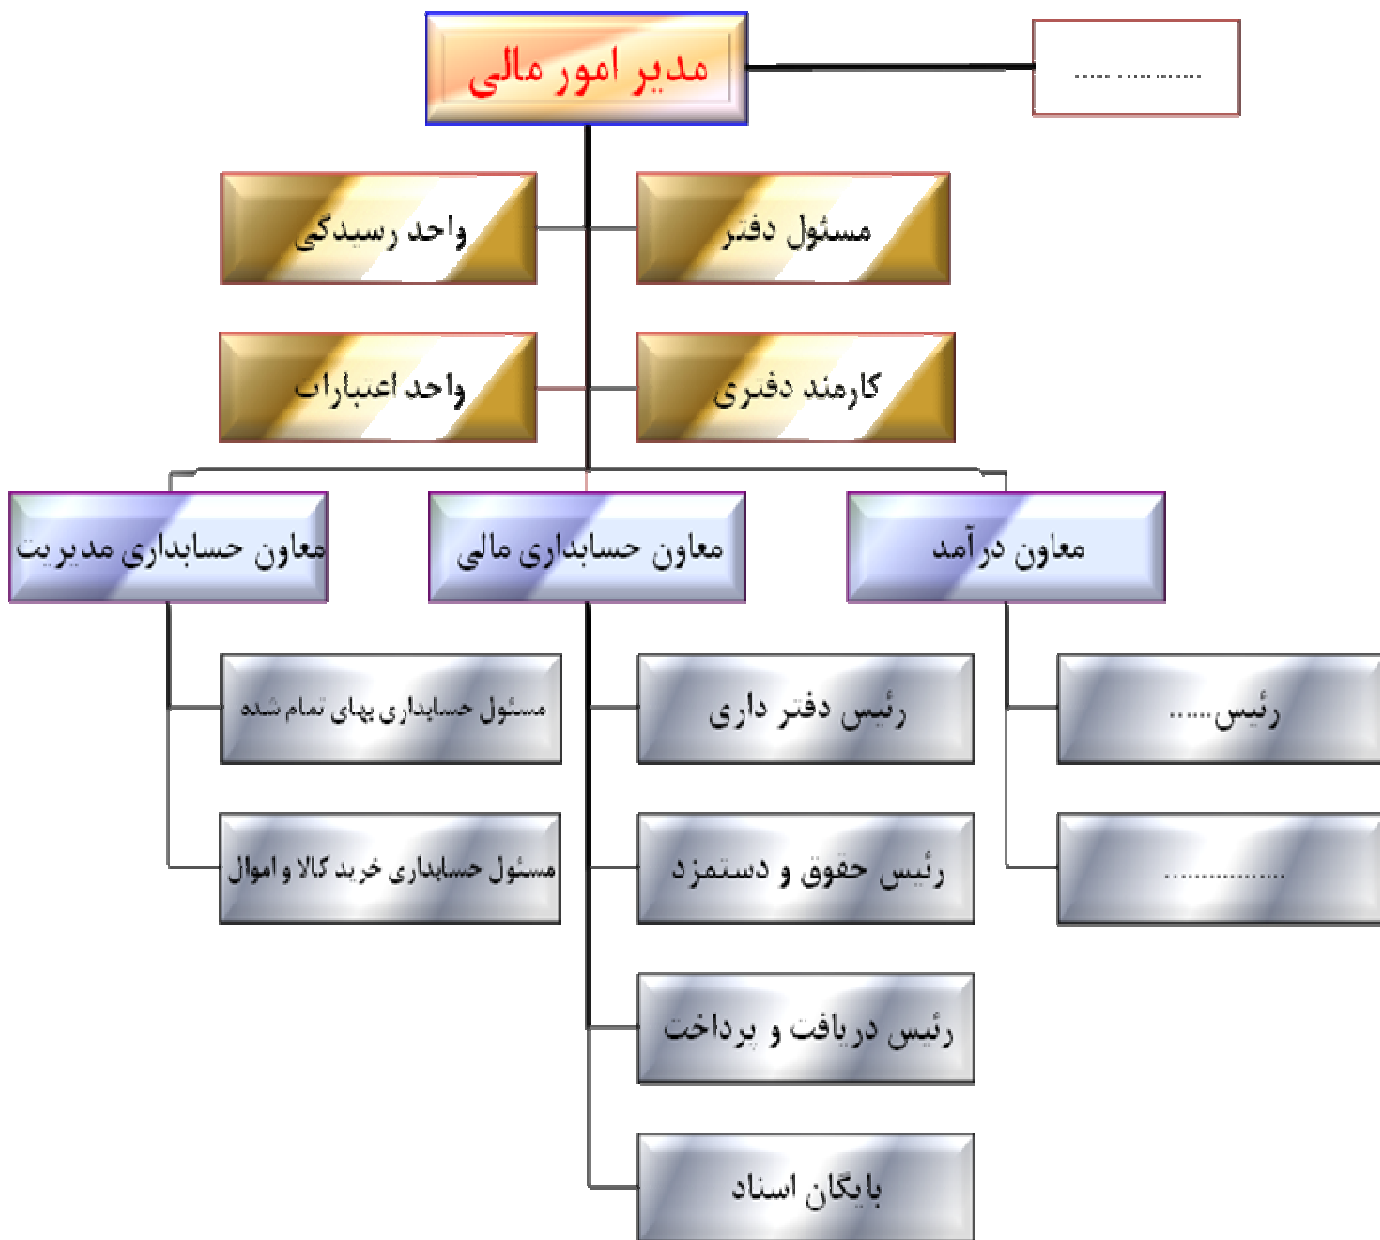 مدیر امور مالی
...................
مسئول دفتر
واحد رسیدگی
کارمند دفتری
واحد اعتبارات
معاون درآمد
معاون حسابداری مالی
معاون حسابداری مدیریت
رئیس......
رئیس دفتر داری
مسئول حسابداری بهای تمام شده
..................
رئیس حقوق و دستمزد
مسئول حسابداری خرید کالا و اموال
رئیس دریافت و پرداخت
بایگان اسناد